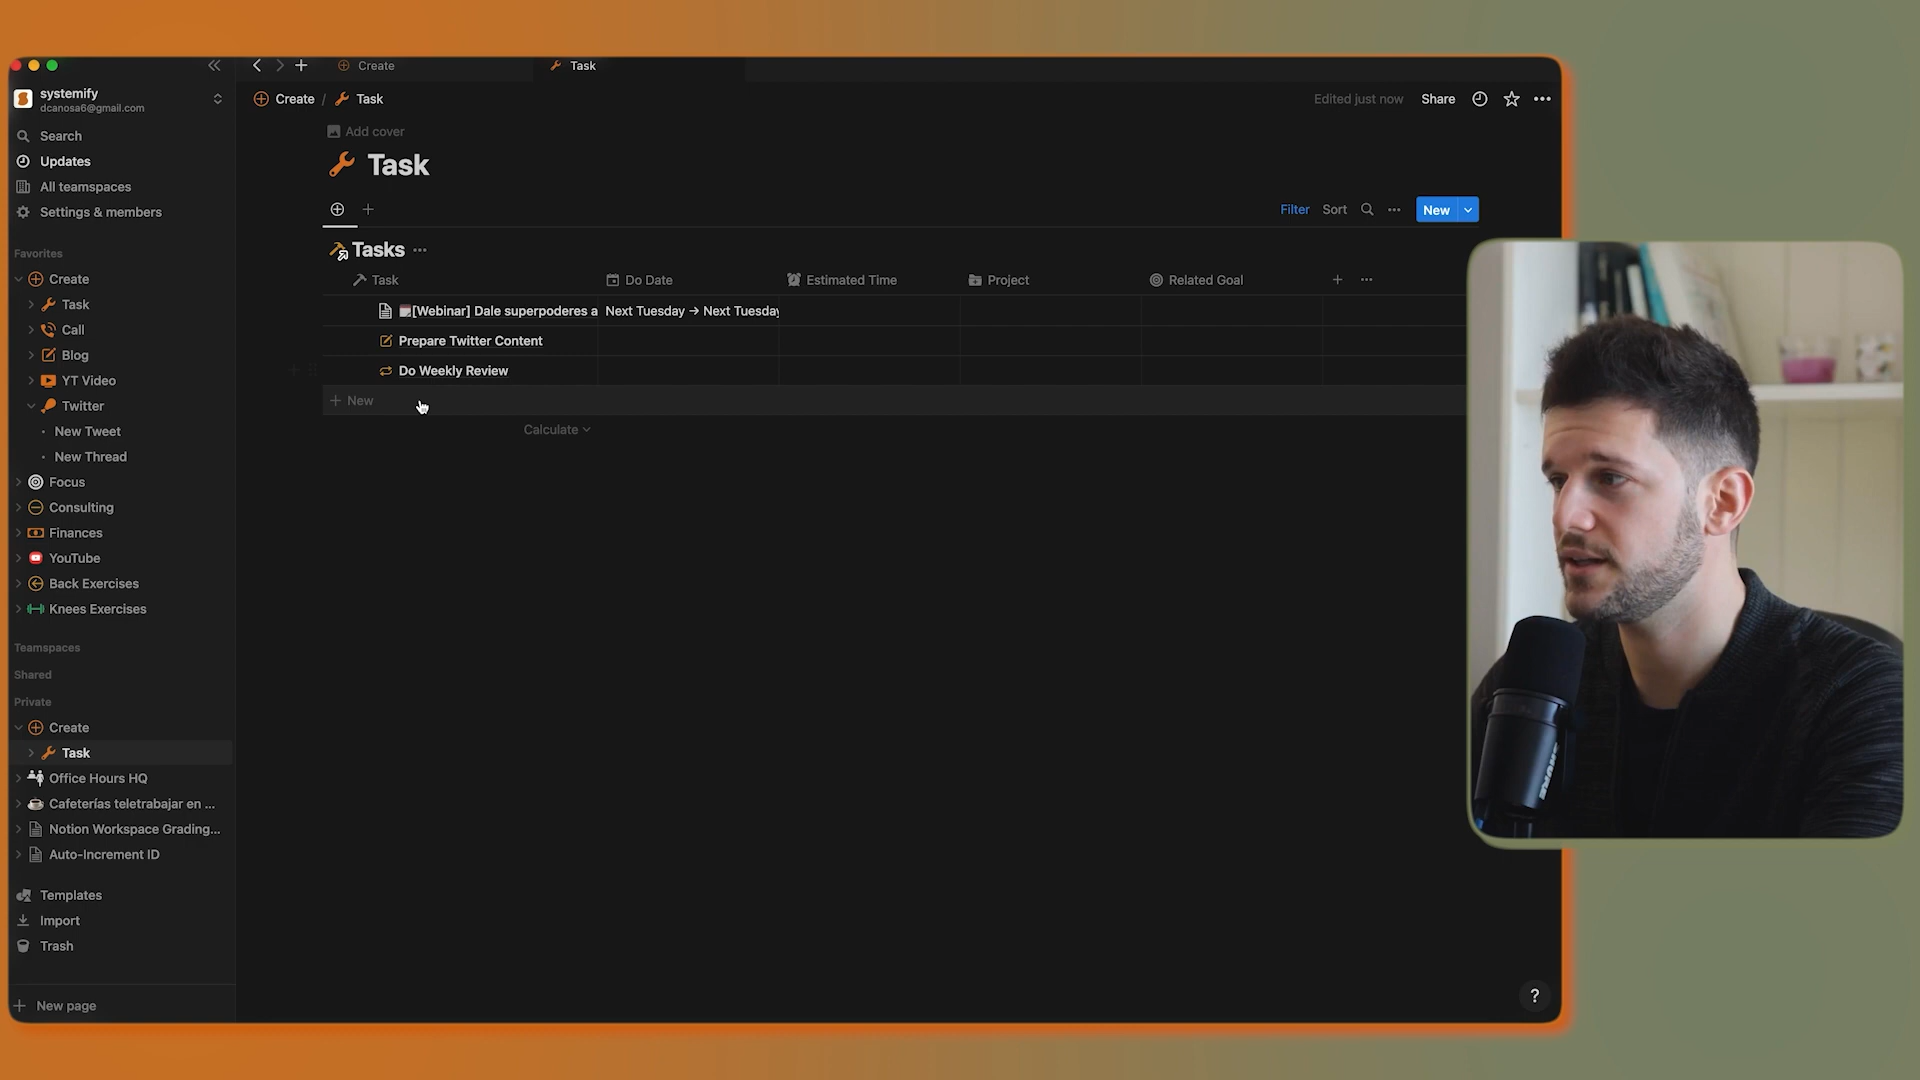 Create
Task
systemify
dcanosa6@gmail.com
Create / Task
Edited just now
Share
Search
Updates
All teamspaces
Settings & members
Add cover
Task
Filter
Sort
New
Tasks
Task
Do Date
Estimated Time
Project
Related Goal
[Webinar] Dale superpoderes a
Next Tuesday → Next Tuesday
Prepare Twitter Content
Do Weekly Review
+ New
Calculate
Favorites
Create
Task
Call
Blog
YT Video
Twitter
New Tweet
New Thread
Focus
Consulting
Finances
YouTube
Back Exercises
Knees Exercises
Teamspaces
Shared
Private
Create
Task
Office Hours HQ
Cafeterías teletrabajar en ...
Notion Workspace Grading...
Auto-Increment ID
Templates
Import
Trash
+ New page
?
SHURE